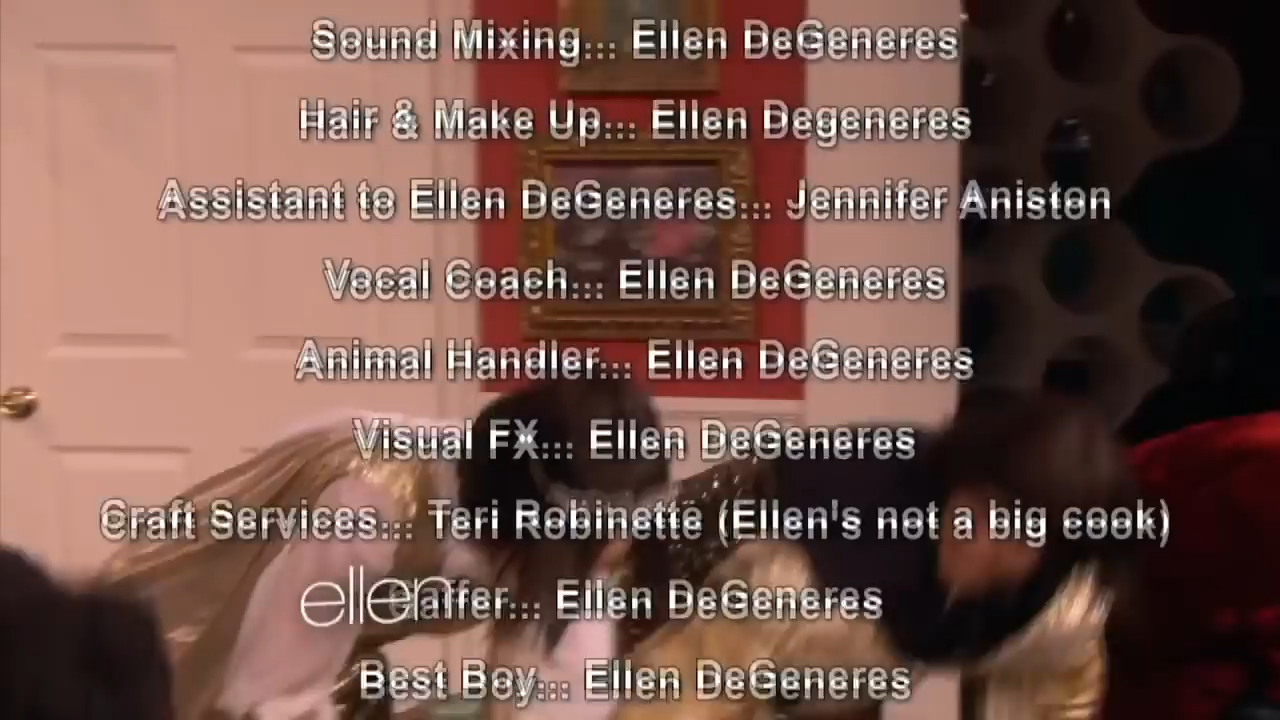 Sound Mixing... Ellen DeGeneres
Hair & Make Up... Ellen Degeneres
Assistant to Ellen DeGeneres... Jennifer Aniston
Vocal Coach... Ellen DeGeneres
Animal Handler... Ellen DeGeneres
Visual FX... Ellen DeGeneres
Craft Services... Teri Robinette (Ellen's not a big cook)
ellen
Gaffer... Ellen DeGeneres
Best Boy... Ellen DeGeneres